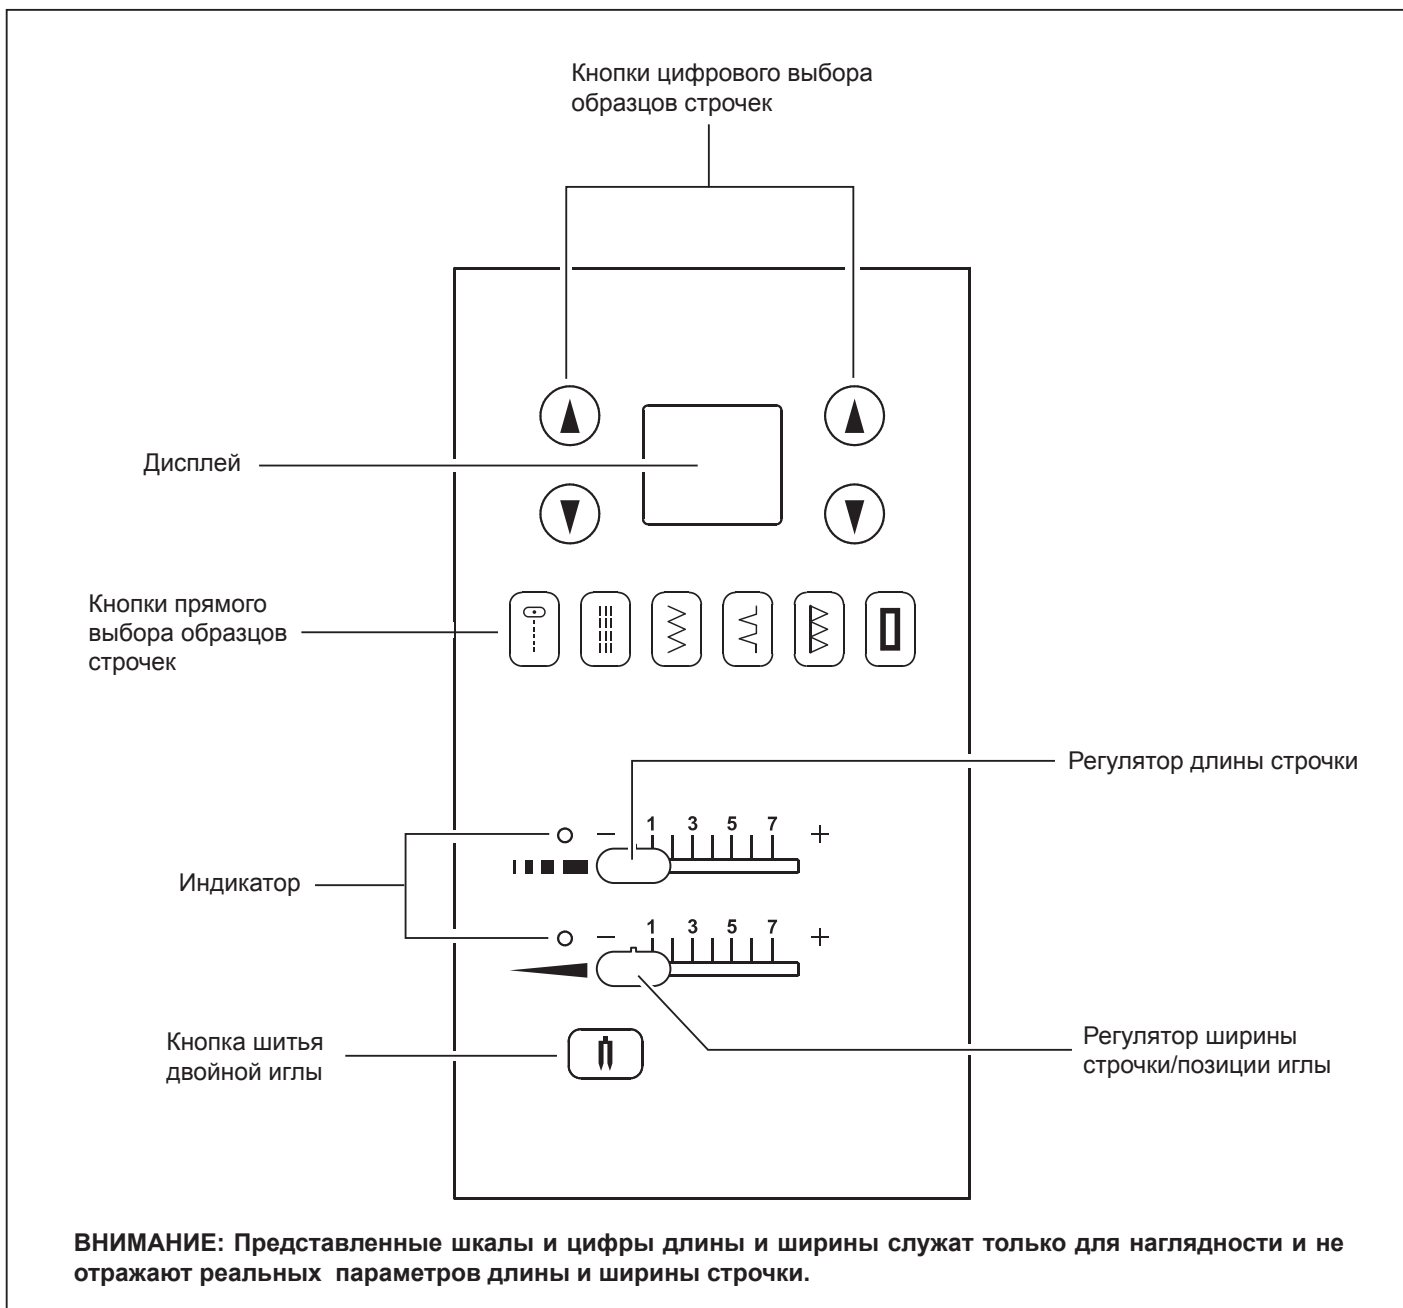 Кнопки цифрового выбора
образцов строчек
Дисплей
Кнопки прямого
выбора образцов
строчек
Регулятор длины строчки
1 3 5 7
− +
Индикатор
1 3 5 7
− +
Кнопка шитья
двойной иглы
Регулятор ширины
строчки/позиции иглы
ВНИМАНИЕ: Представленные шкалы и цифры длины и ширины служат только для наглядности и не
отражают реальных  параметров длины и ширины строчки.